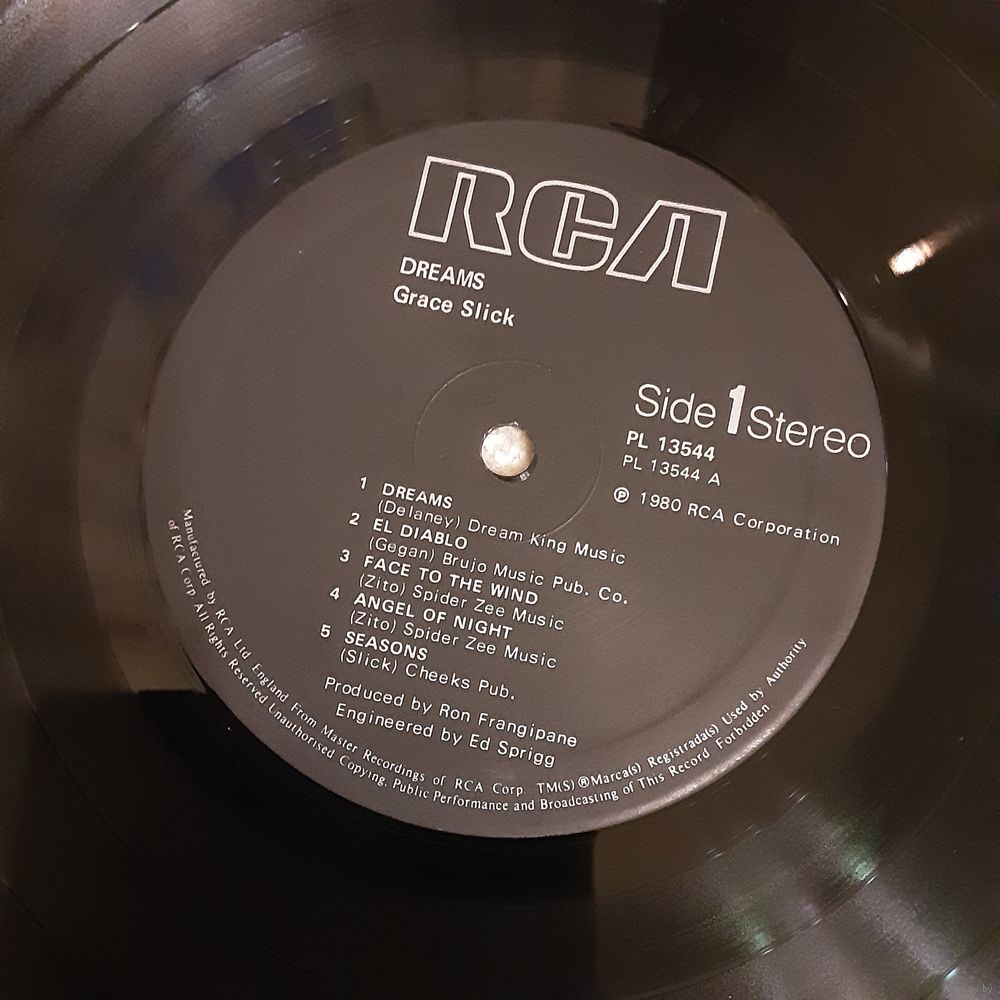 RCA
DREAMS
Grace Slick
Side 1 Stereo
PL 13544
PL 13544 A
Ⓟ 1980 RCA Corporation
1 DREAMS
(Delaney) Dream King Music
2 EL DIABLO
(Gegan) Brujo Music Pub. Co.
3 FACE TO THE WIND
(Zito) Spider Zee Music
4 ANGEL OF NIGHT
(Zito) Spider Zee Music
5 SEASONS
(Slick) Cheeks Pub.
Produced by Ron Frangipane
Engineered by Ed Sprigg
Manufactured by RCA Ltd England From Master Recordings of RCA Corp. TM(S) ® Marca(s) Registrada(s) Used by Authority
of RCA Corp. All Rights Reserved Unauthorised Copying, Public Performance and Broadcasting of This Record Forbidden